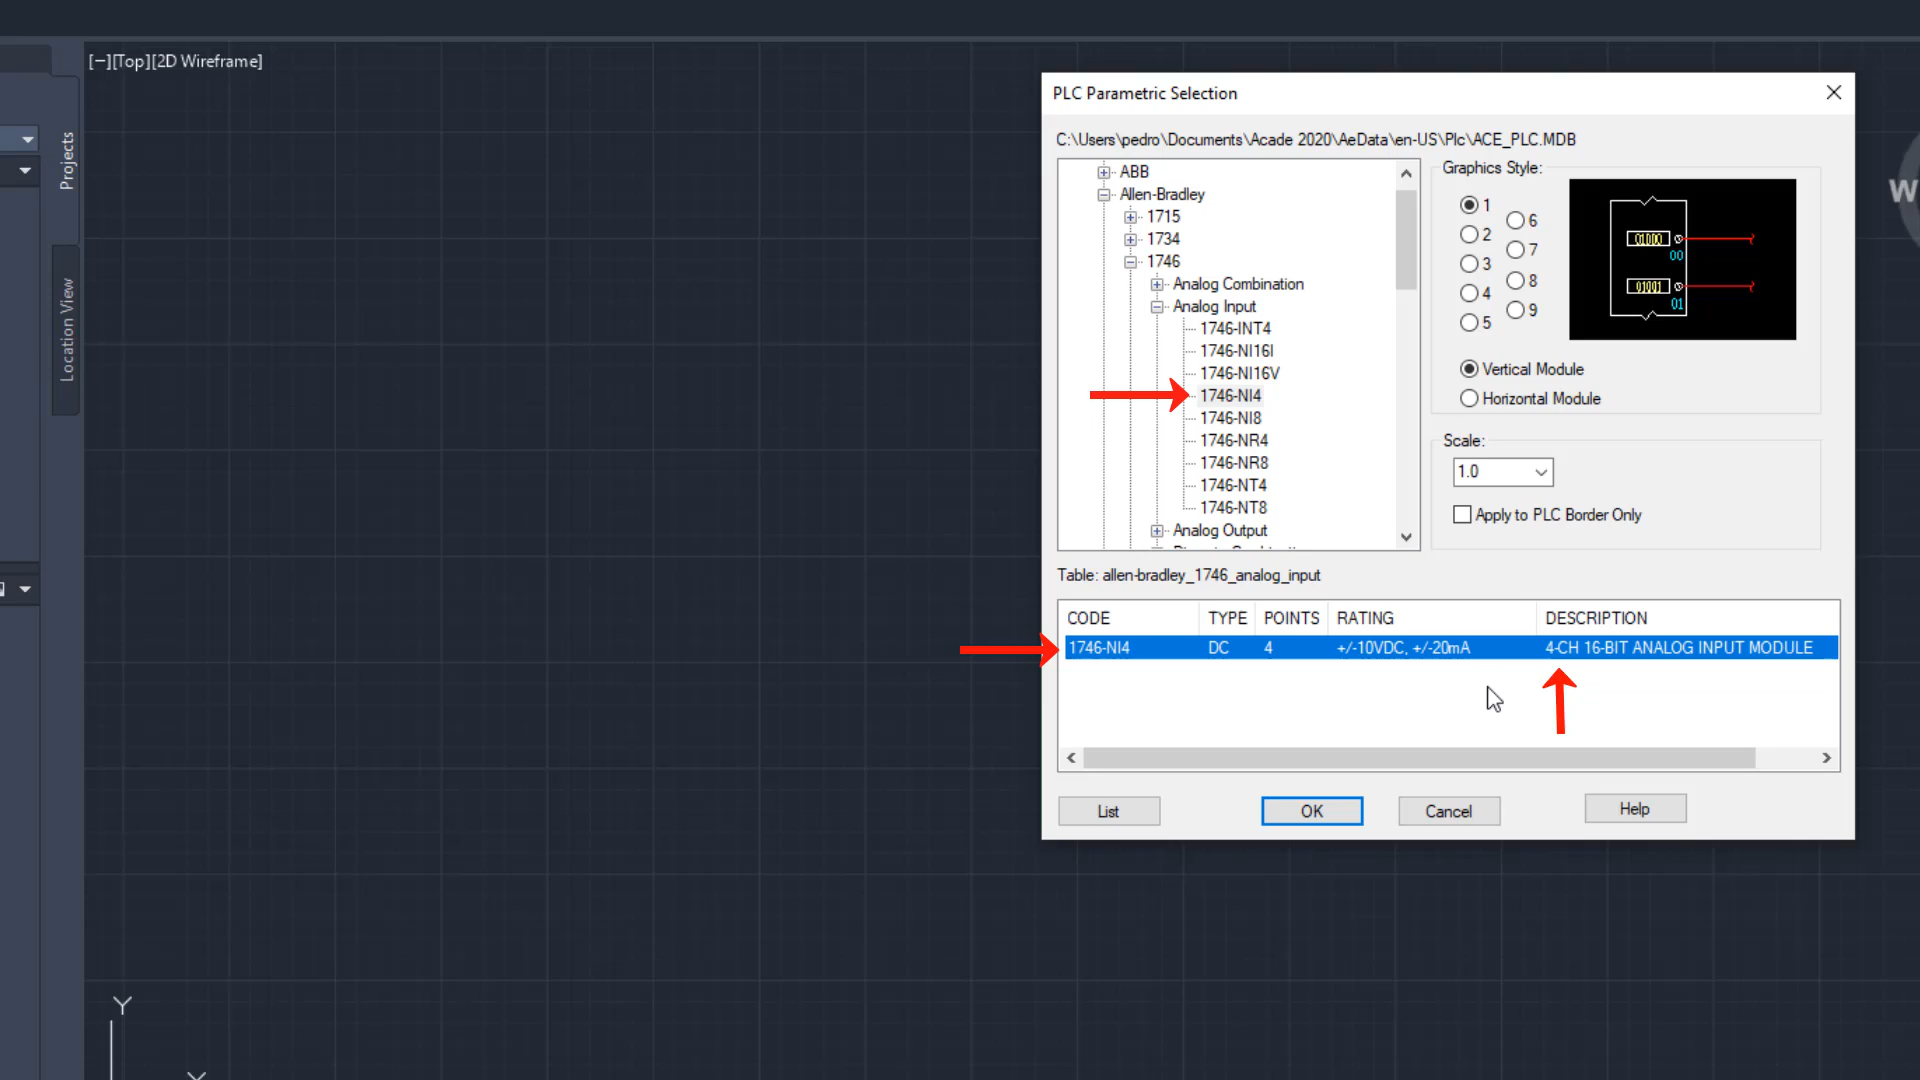 [−][Top][2D Wireframe]
Projects
Location View
W
Y
PLC Parametric Selection
C:\Users\pedro\Documents\Acade 2020\AeData\en-US\Plc\ACE_PLC.MDB
ABB
Allen-Bradley
1715
1734
1746
Analog Combination
Analog Input
1746-INT4
1746-NI16I
1746-NI16V
1746-NI4
1746-NI8
1746-NR4
1746-NR8
1746-NT4
1746-NT8
Analog Output
Graphics Style:
1
2
3
4
5
6
7
8
9
00
01
Vertical Module
Horizontal Module
Scale:
1.0
Apply to PLC Border Only
Table: allen-bradley_1746_analog_input
CODE TYPE POINTS RATING DESCRIPTION
1746-NI4 DC 4 +/-10VDC, +/-20mA 4-CH 16-BIT ANALOG INPUT MODULE
List OK Cancel Help